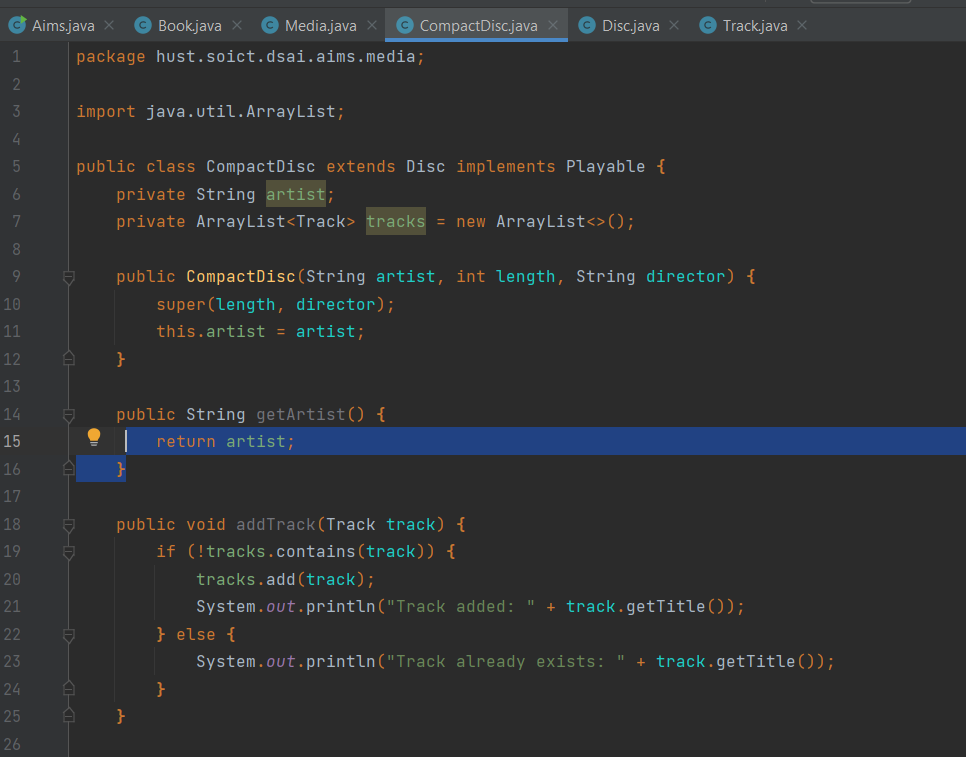 Aims.java Book.java Media.java CompactDisc.java Disc.java Track.java
1 package hust.soict.dsai.aims.media;
2
3 import java.util.ArrayList;
4
5 public class CompactDisc extends Disc implements Playable {
6     private String artist;
7     private ArrayList<Track> tracks = new ArrayList<>();
8
9     public CompactDisc(String artist, int length, String director) {
10         super(length, director);
11         this.artist = artist;
12     }
13
14     public String getArtist() {
15         return artist;
16     }
17
18     public void addTrack(Track track) {
19         if (!tracks.contains(track)) {
20             tracks.add(track);
21             System.out.println("Track added: " + track.getTitle());
22         } else {
23             System.out.println("Track already exists: " + track.getTitle());
24         }
25     }
26